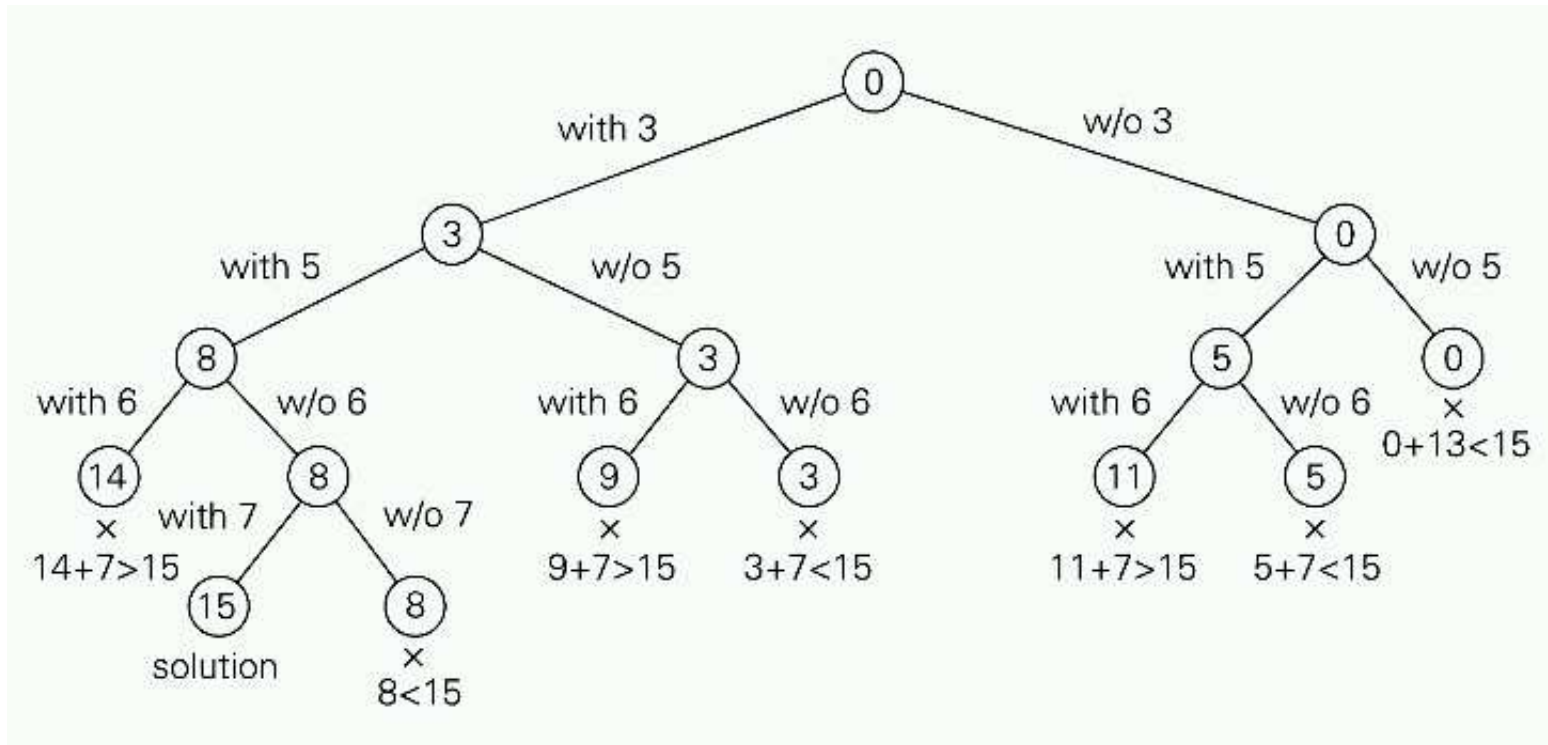 0
with 3
w/o 3
3
0
with 5
w/o 5
with 5
w/o 5
8
3
5
0
with 6
w/o 6
with 6
w/o 6
with 6
w/o 6
×
0+13<15
14
8
9
3
11
5
with 7
w/o 7
×
×
×
×
×
14+7>15
9+7>15
3+7<15
11+7>15
5+7<15
15
8
solution
×
8<15